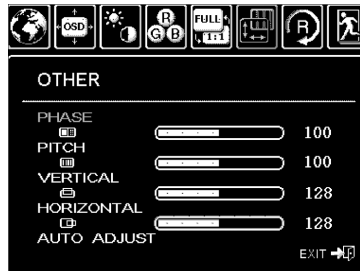 OSD R G B FULL 1:1 R
OTHER
PHASE
100
PITCH
100
VERTICAL
128
HORIZONTAL
128
AUTO ADJUST
EXIT